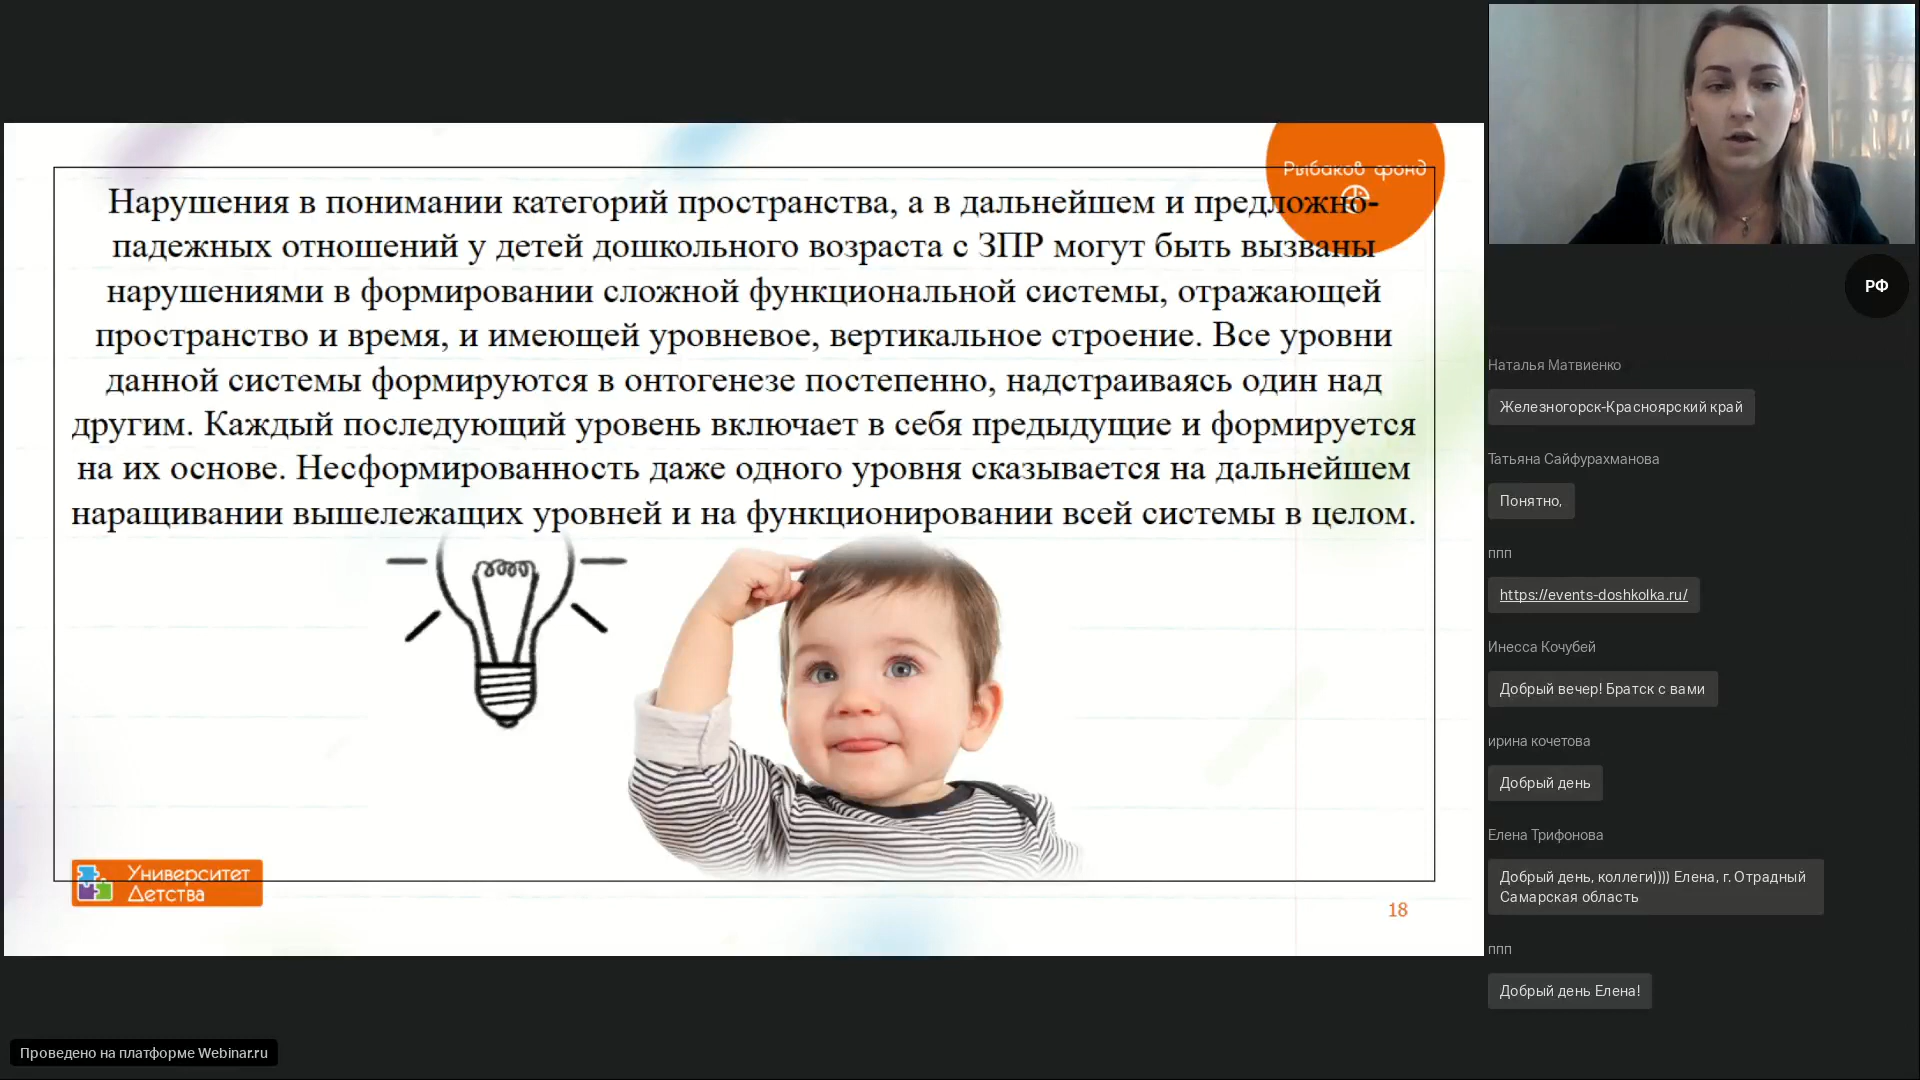 Рыбаков фонд
Нарушения в понимании категорий пространства, а в дальнейшем и предложно-
падежных отношений у детей дошкольного возраста с ЗПР могут быть вызваны
нарушениями в формировании сложной функциональной системы, отражающей
пространство и время, и имеющей уровневое, вертикальное строение. Все уровни
данной системы формируются в онтогенезе постепенно, надстраиваясь один над
другим. Каждый последующий уровень включает в себя предыдущие и формируется
на их основе. Несформированность даже одного уровня сказывается на дальнейшем
наращивании вышележащих уровней и на функционировании всей системы в целом.
Университет
Детства
18
Проведено на платформе Webinar.ru
РФ
Наталья Матвиенко
Железногорск-Красноярский край
Татьяна Сайфурахманова
Понятно,
ппп
https://events-doshkolka.ru/
Инесса Кочубей
Добрый вечер! Братск с вами
ирина кочетова
Добрый день
Елена Трифонова
Добрый день, коллеги)))) Елена, г. Отрадный
Самарская область
ппп
Добрый день Елена!